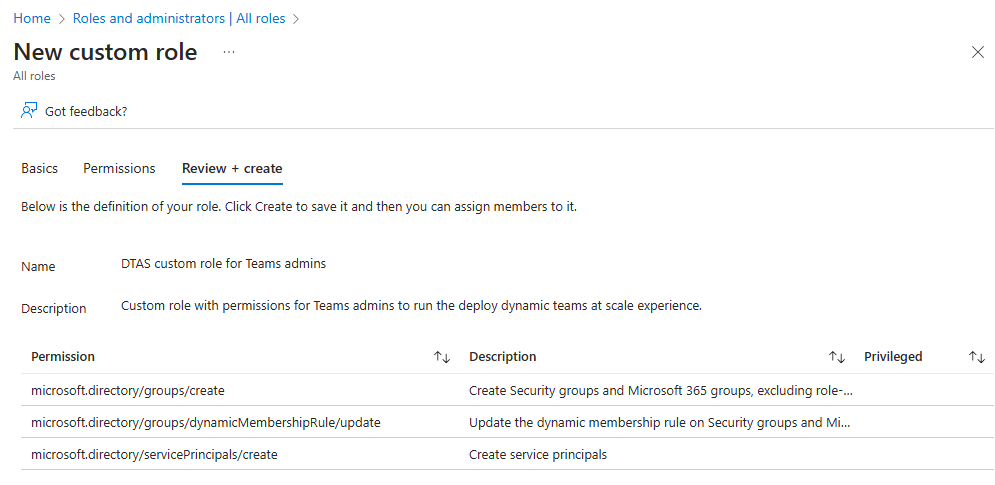 Home > Roles and administrators | All roles >
New custom role ...
All roles
Got feedback?
Basics Permissions Review + create
Below is the definition of your role. Click Create to save it and then you can assign members to it.
Name DTAS custom role for Teams admins
Description Custom role with permissions for Teams admins to run the deploy dynamic teams at scale experience.
Permission Description Privileged
microsoft.directory/groups/create Create Security groups and Microsoft 365 groups, excluding role-...
microsoft.directory/groups/dynamicMembershipRule/update Update the dynamic membership rule on Security groups and Mi...
microsoft.directory/servicePrincipals/create Create service principals